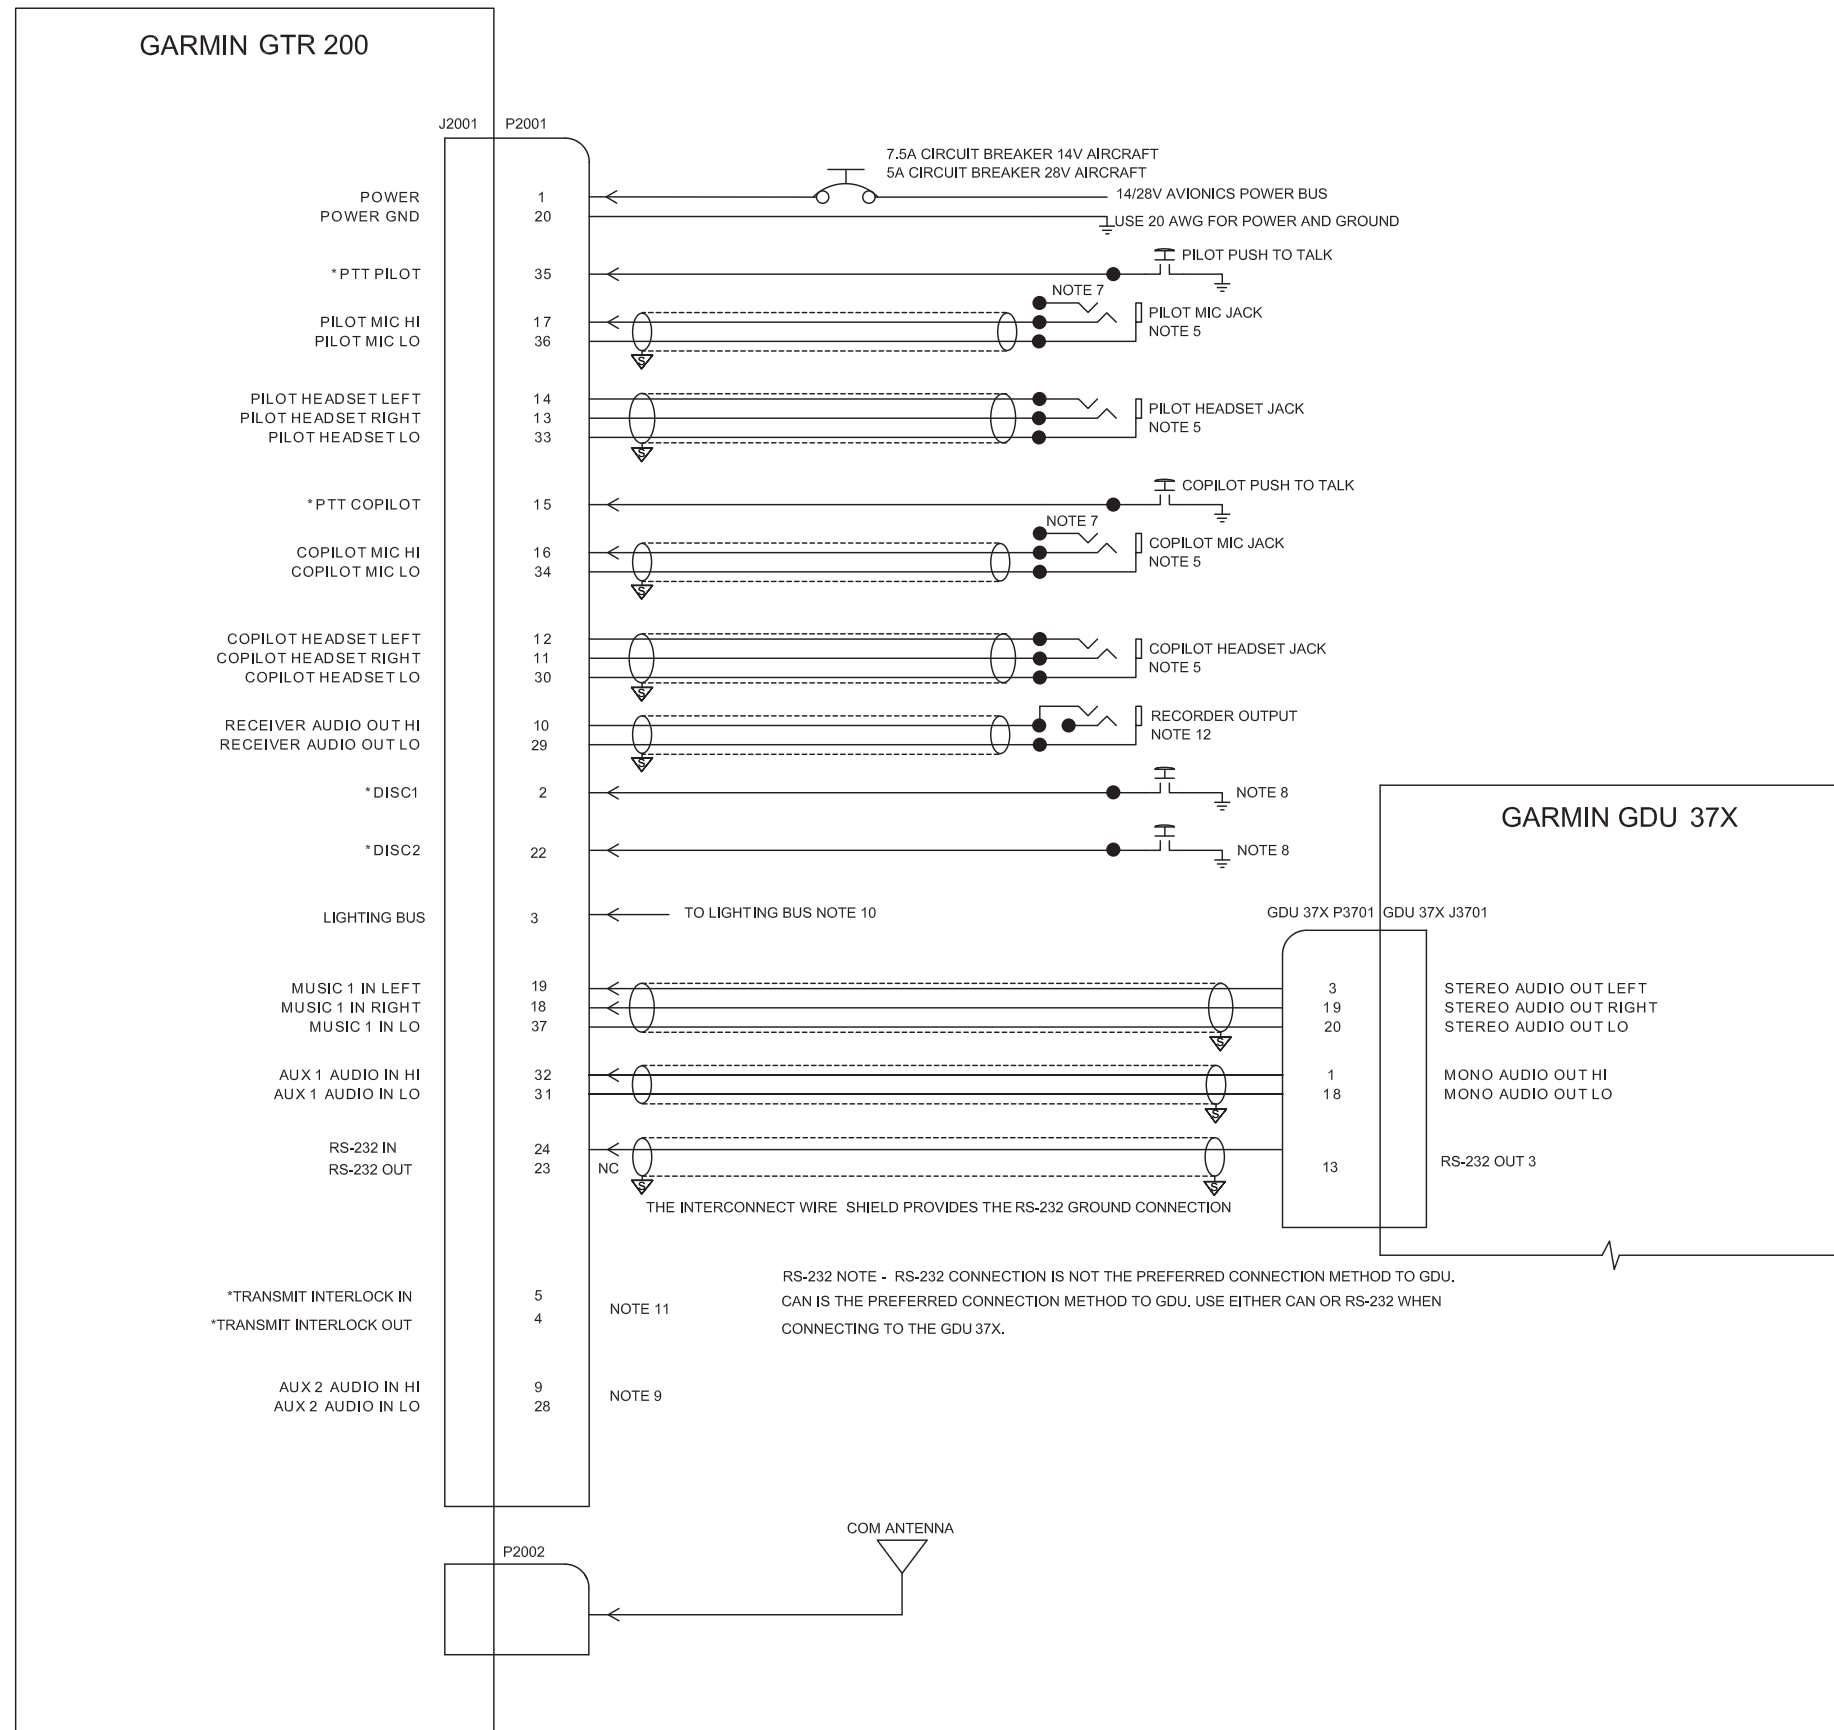 GARMIN GTR 200
J2001 P2001
7.5A CIRCUIT BREAKER 14V AIRCRAFT
5A CIRCUIT BREAKER 28V AIRCRAFT
POWER 1 14/28V AVIONICS POWER BUS
POWER GND 20 USE 20 AWG FOR POWER AND GROUND
*PTT PILOT 35 PILOT PUSH TO TALK
NOTE 7
PILOT MIC HI 17 PILOT MIC JACK
PILOT MIC LO 36 NOTE 5
S
PILOT HEADSET LEFT 14 PILOT HEADSET JACK
PILOT HEADSET RIGHT 13 NOTE 5
PILOT HEADSET LO 33
S
*PTT COPILOT 15 COPILOT PUSH TO TALK
NOTE 7
COPILOT MIC HI 16 COPILOT MIC JACK
COPILOT MIC LO 34 NOTE 5
S
COPILOT HEADSET LEFT 12 COPILOT HEADSET JACK
COPILOT HEADSET RIGHT 11 NOTE 5
COPILOT HEADSET LO 30
S
RECEIVER AUDIO OUT HI 10 RECORDER OUTPUT
RECEIVER AUDIO OUT LO 29 NOTE 12
S
*DISC1 2 NOTE 8
GARMIN GDU 37X
*DISC2 22 NOTE 8
LIGHTING BUS 3 TO LIGHTING BUS NOTE 10
GDU 37X P3701 GDU 37X J3701
MUSIC 1 IN LEFT 19 3 STEREO AUDIO OUT LEFT
MUSIC 1 IN RIGHT 18 19 STEREO AUDIO OUT RIGHT
MUSIC 1 IN LO 37 20 STEREO AUDIO OUT LO
S
AUX 1 AUDIO IN HI 32 1 MONO AUDIO OUT HI
AUX 1 AUDIO IN LO 31 18 MONO AUDIO OUT LO
S
RS-232 IN 24
RS-232 OUT 23 NC 13 RS-232 OUT 3
S S
THE INTERCONNECT WIRE SHIELD PROVIDES THE RS-232 GROUND CONNECTION
RS-232 NOTE - RS-232 CONNECTION IS NOT THE PREFERRED CONNECTION METHOD TO GDU.
CAN IS THE PREFERRED CONNECTION METHOD TO GDU. USE EITHER CAN OR RS-232 WHEN
CONNECTING TO THE GDU 37X.
*TRANSMIT INTERLOCK IN 5
NOTE 11
*TRANSMIT INTERLOCK OUT 4
AUX 2 AUDIO IN HI 9
NOTE 9
AUX 2 AUDIO IN LO 28
COM ANTENNA
P2002